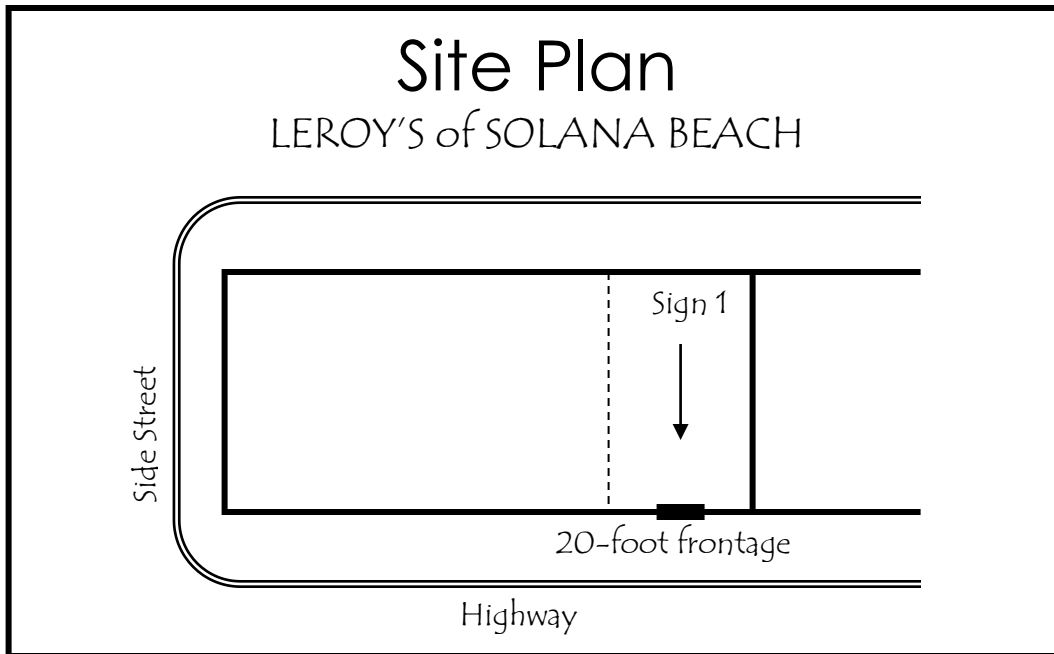 Site Plan
LEROY'S of SOLANA BEACH
Sign 1
Side Street
20-foot frontage
Highway